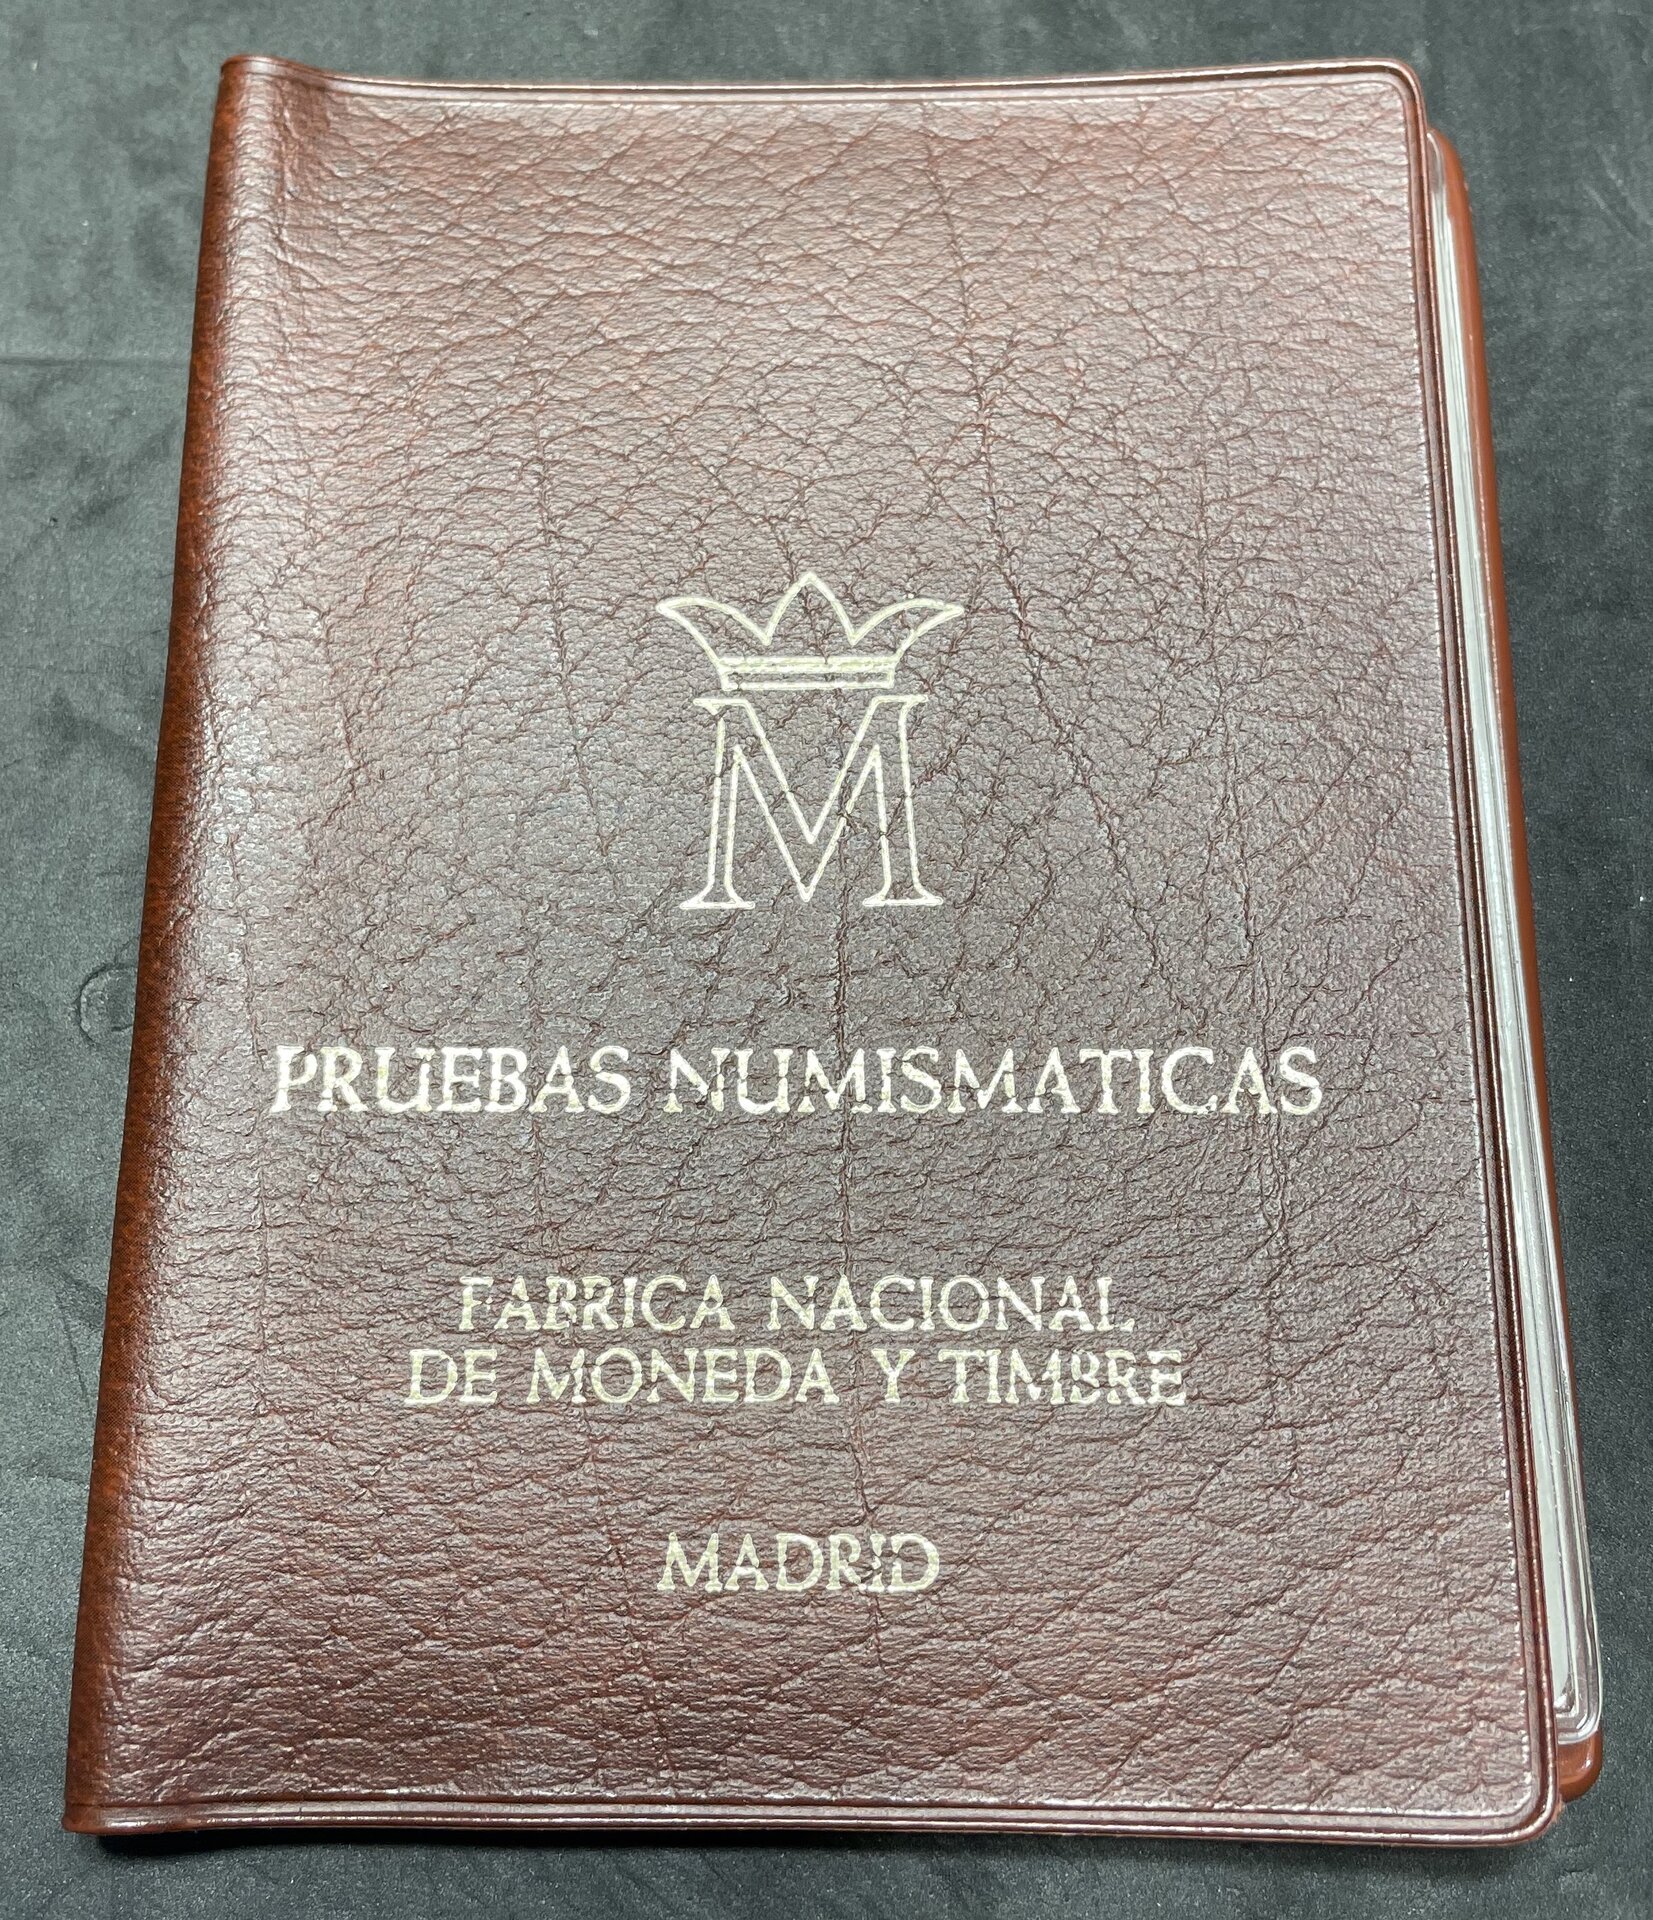 M
PRUEBAS NUMISMATICAS
FABRICA NACIONAL
DE MONEDA Y TIMBRE
MADRID